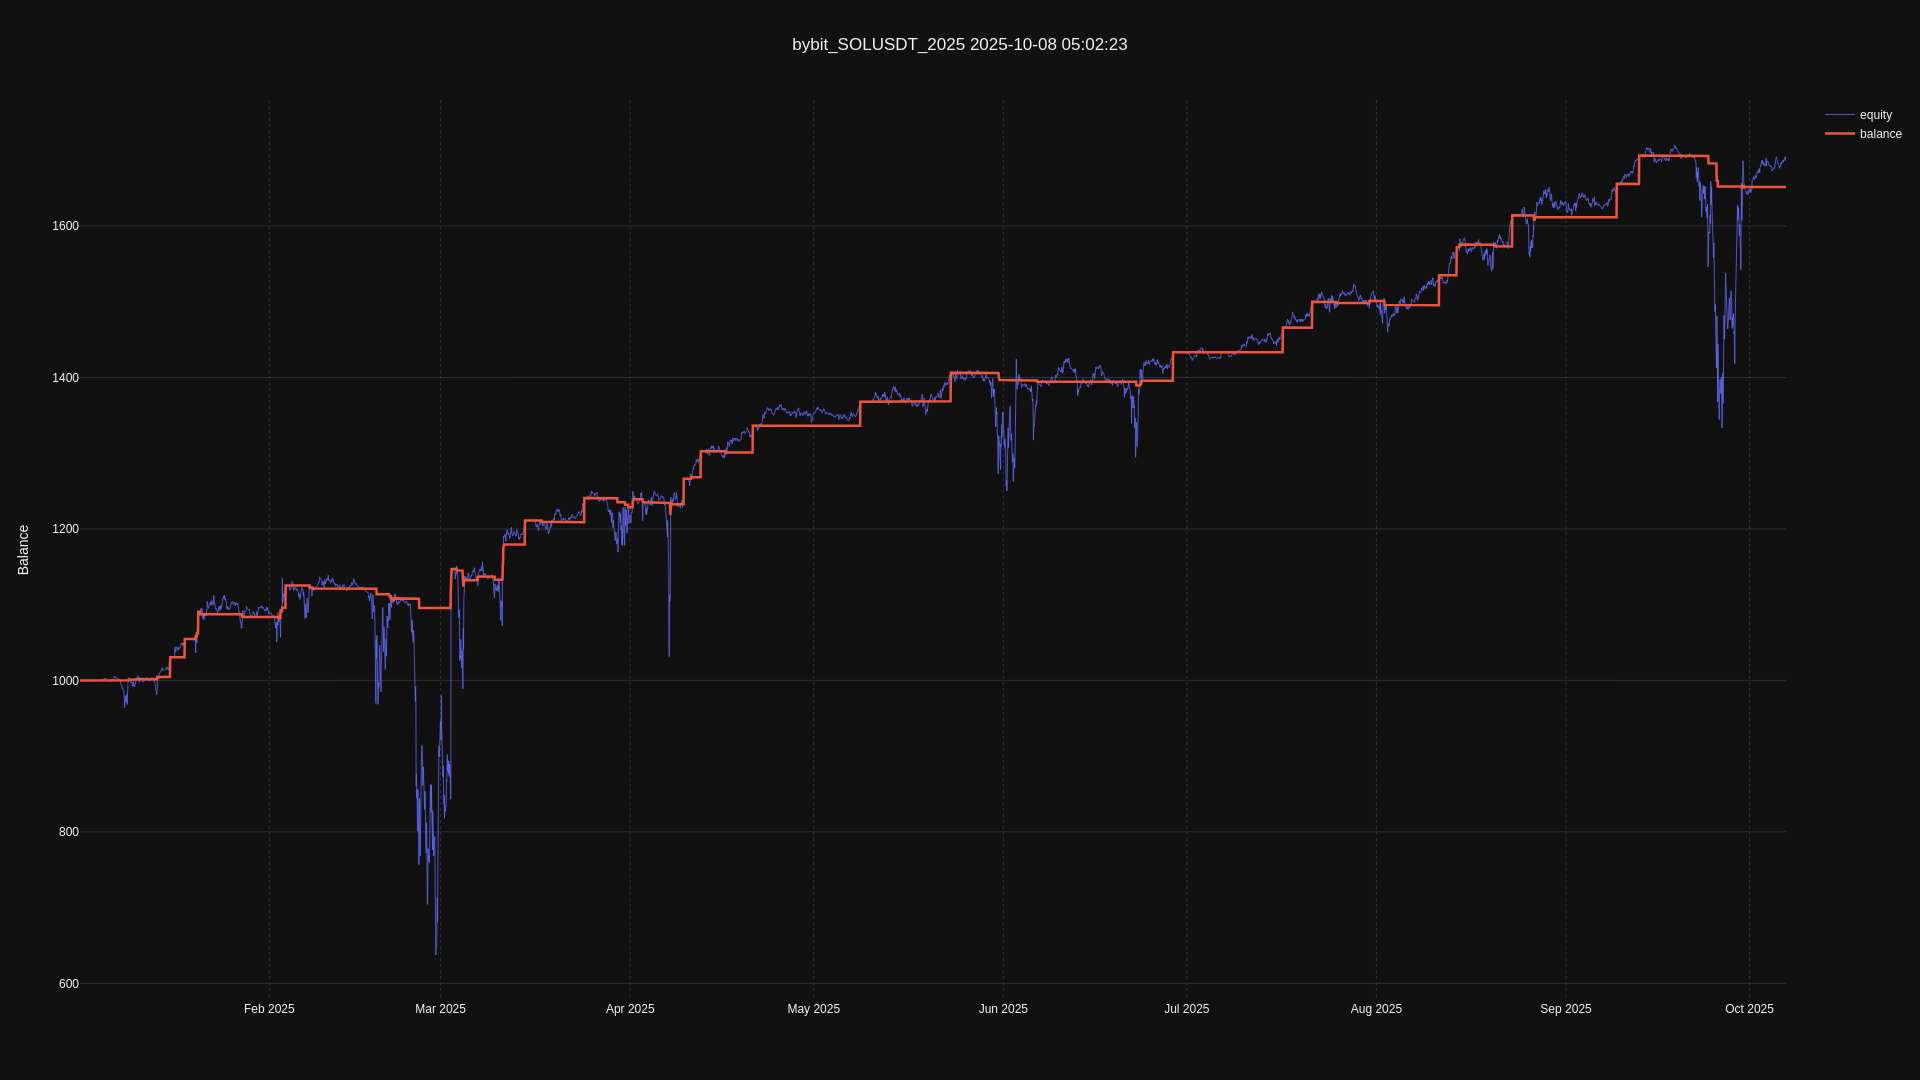 bybit_SOLUSDT_2025 2025-10-08 05:02:23
equity
balance
Balance
1600
1400
1200
1000
800
600
Feb 2025
Mar 2025
Apr 2025
May 2025
Jun 2025
Jul 2025
Aug 2025
Sep 2025
Oct 2025